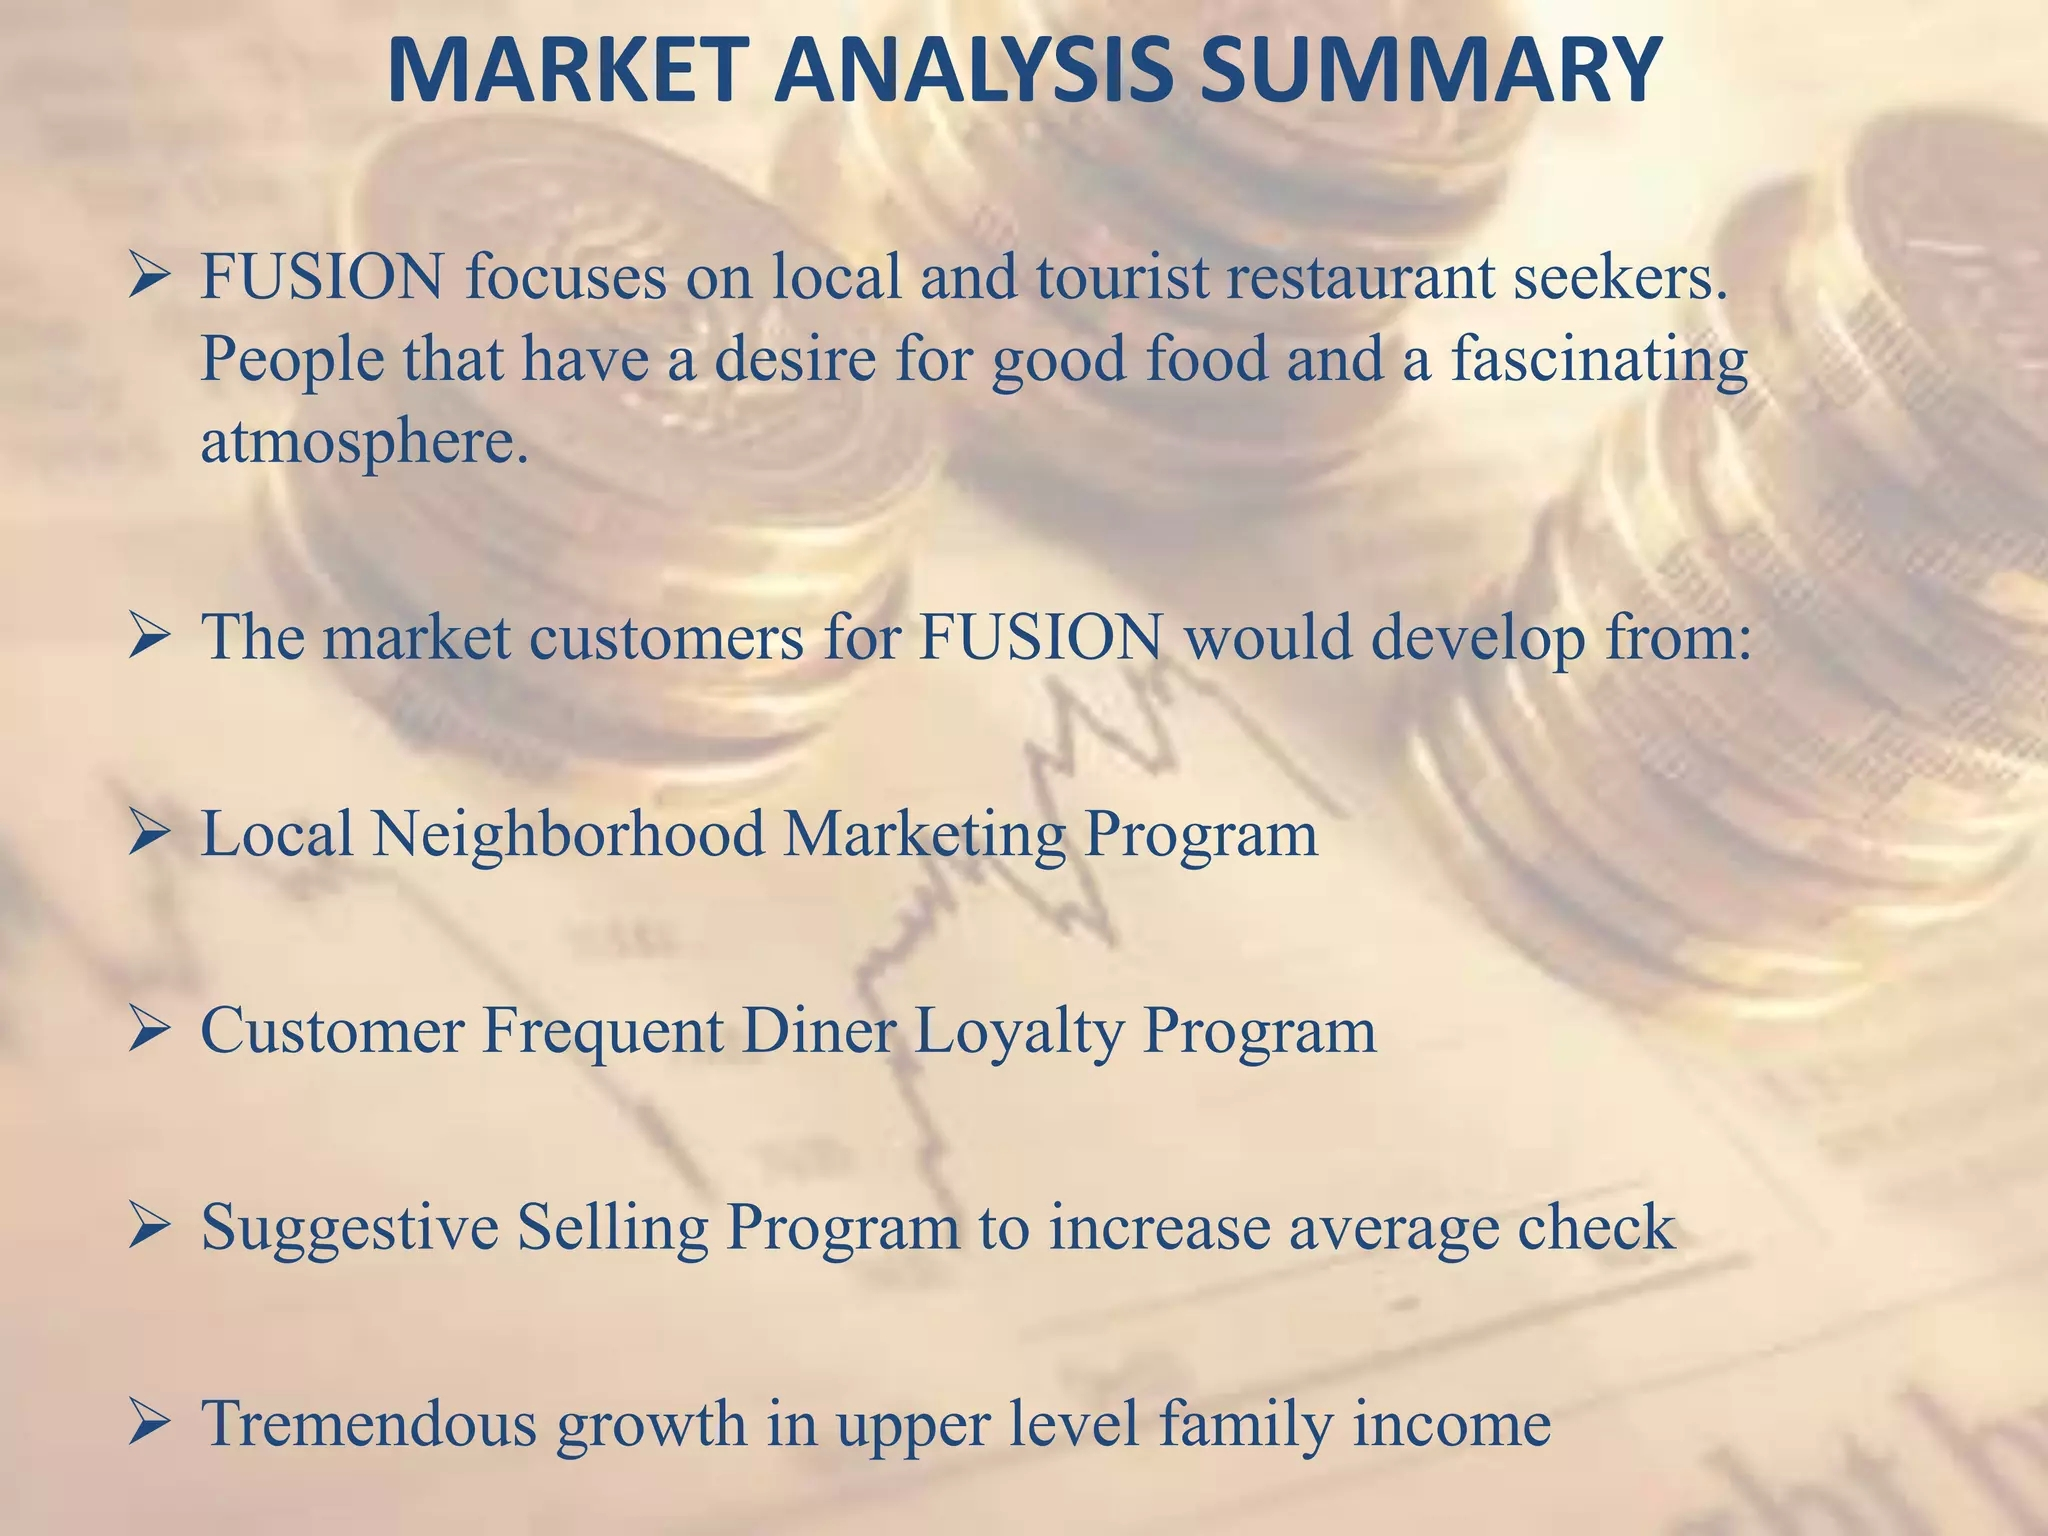 MARKET ANALYSIS SUMMARY
➢ FUSION focuses on local and tourist restaurant seekers.
People that have a desire for good food and a fascinating
atmosphere.
➢ The market customers for FUSION would develop from:
➢ Local Neighborhood Marketing Program
➢ Customer Frequent Diner Loyalty Program
➢ Suggestive Selling Program to increase average check
➢ Tremendous growth in upper level family income